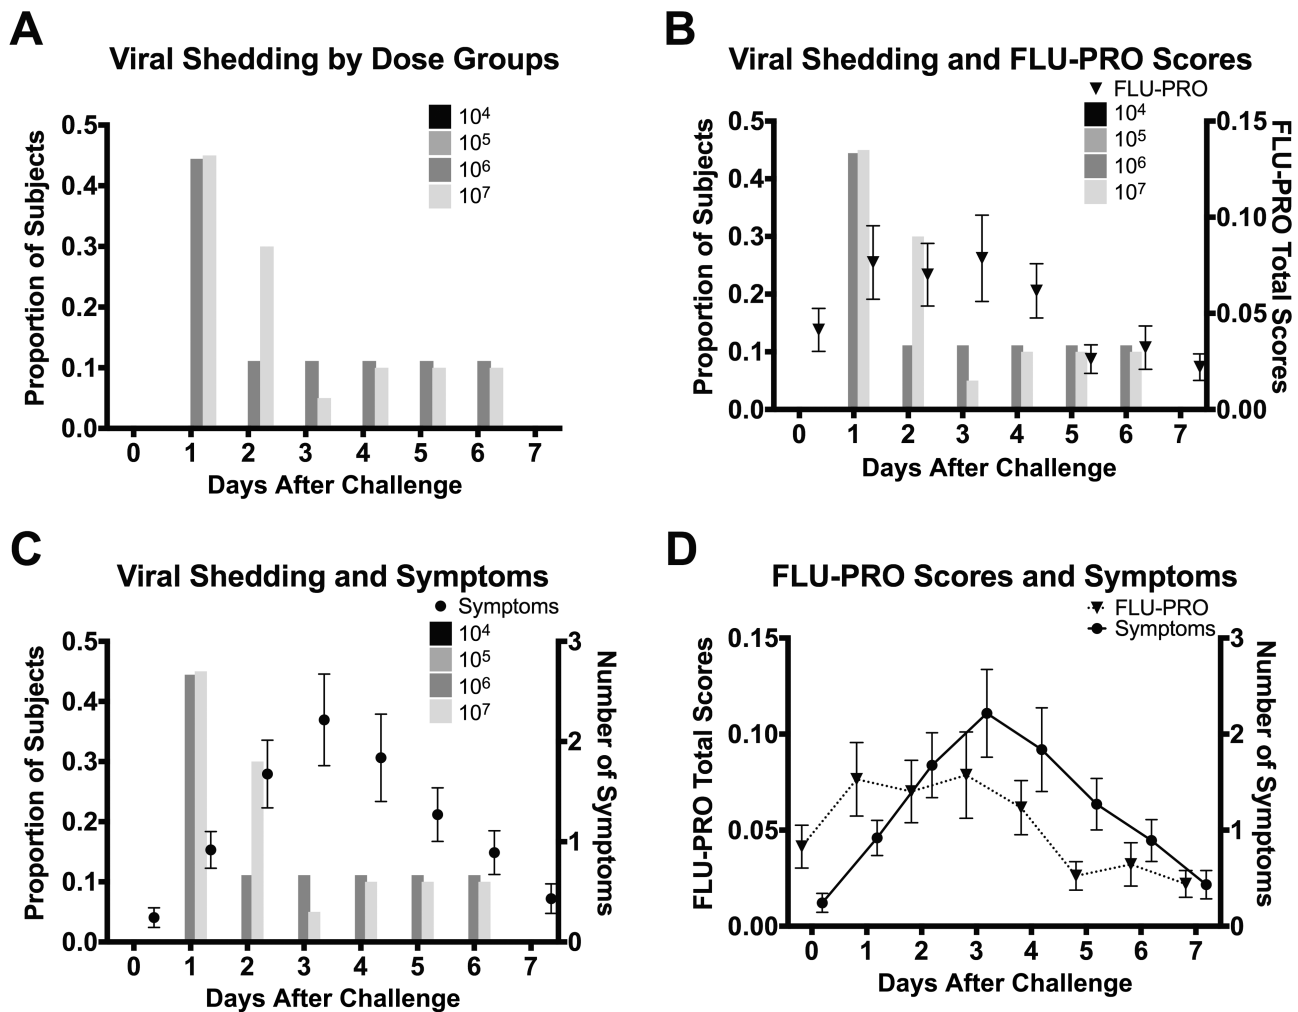 A
Viral Shedding by Dose Groups
10⁴
10⁵
10⁶
10⁷
Proportion of Subjects
0.5
0.4
0.3
0.2
0.1
0.0
0 1 2 3 4 5 6 7
Days After Challenge
B
Viral Shedding and FLU-PRO Scores
FLU-PRO
10⁴
10⁵
10⁶
10⁷
Proportion of Subjects
0.5
0.4
0.3
0.2
0.1
0.0
0.15
0.10
0.05
0.00
FLU-PRO Total Scores
0 1 2 3 4 5 6 7
Days After Challenge
C
Viral Shedding and Symptoms
Symptoms
10⁴
10⁵
10⁶
10⁷
Proportion of Subjects
0.5
0.4
0.3
0.2
0.1
0.0
3
2
1
0
Number of Symptoms
0 1 2 3 4 5 6 7
Days After Challenge
D
FLU-PRO Scores and Symptoms
FLU-PRO
Symptoms
FLU-PRO Total Scores
0.15
0.10
0.05
0.00
3
2
1
0
Number of Symptoms
0 1 2 3 4 5 6 7
Days After Challenge